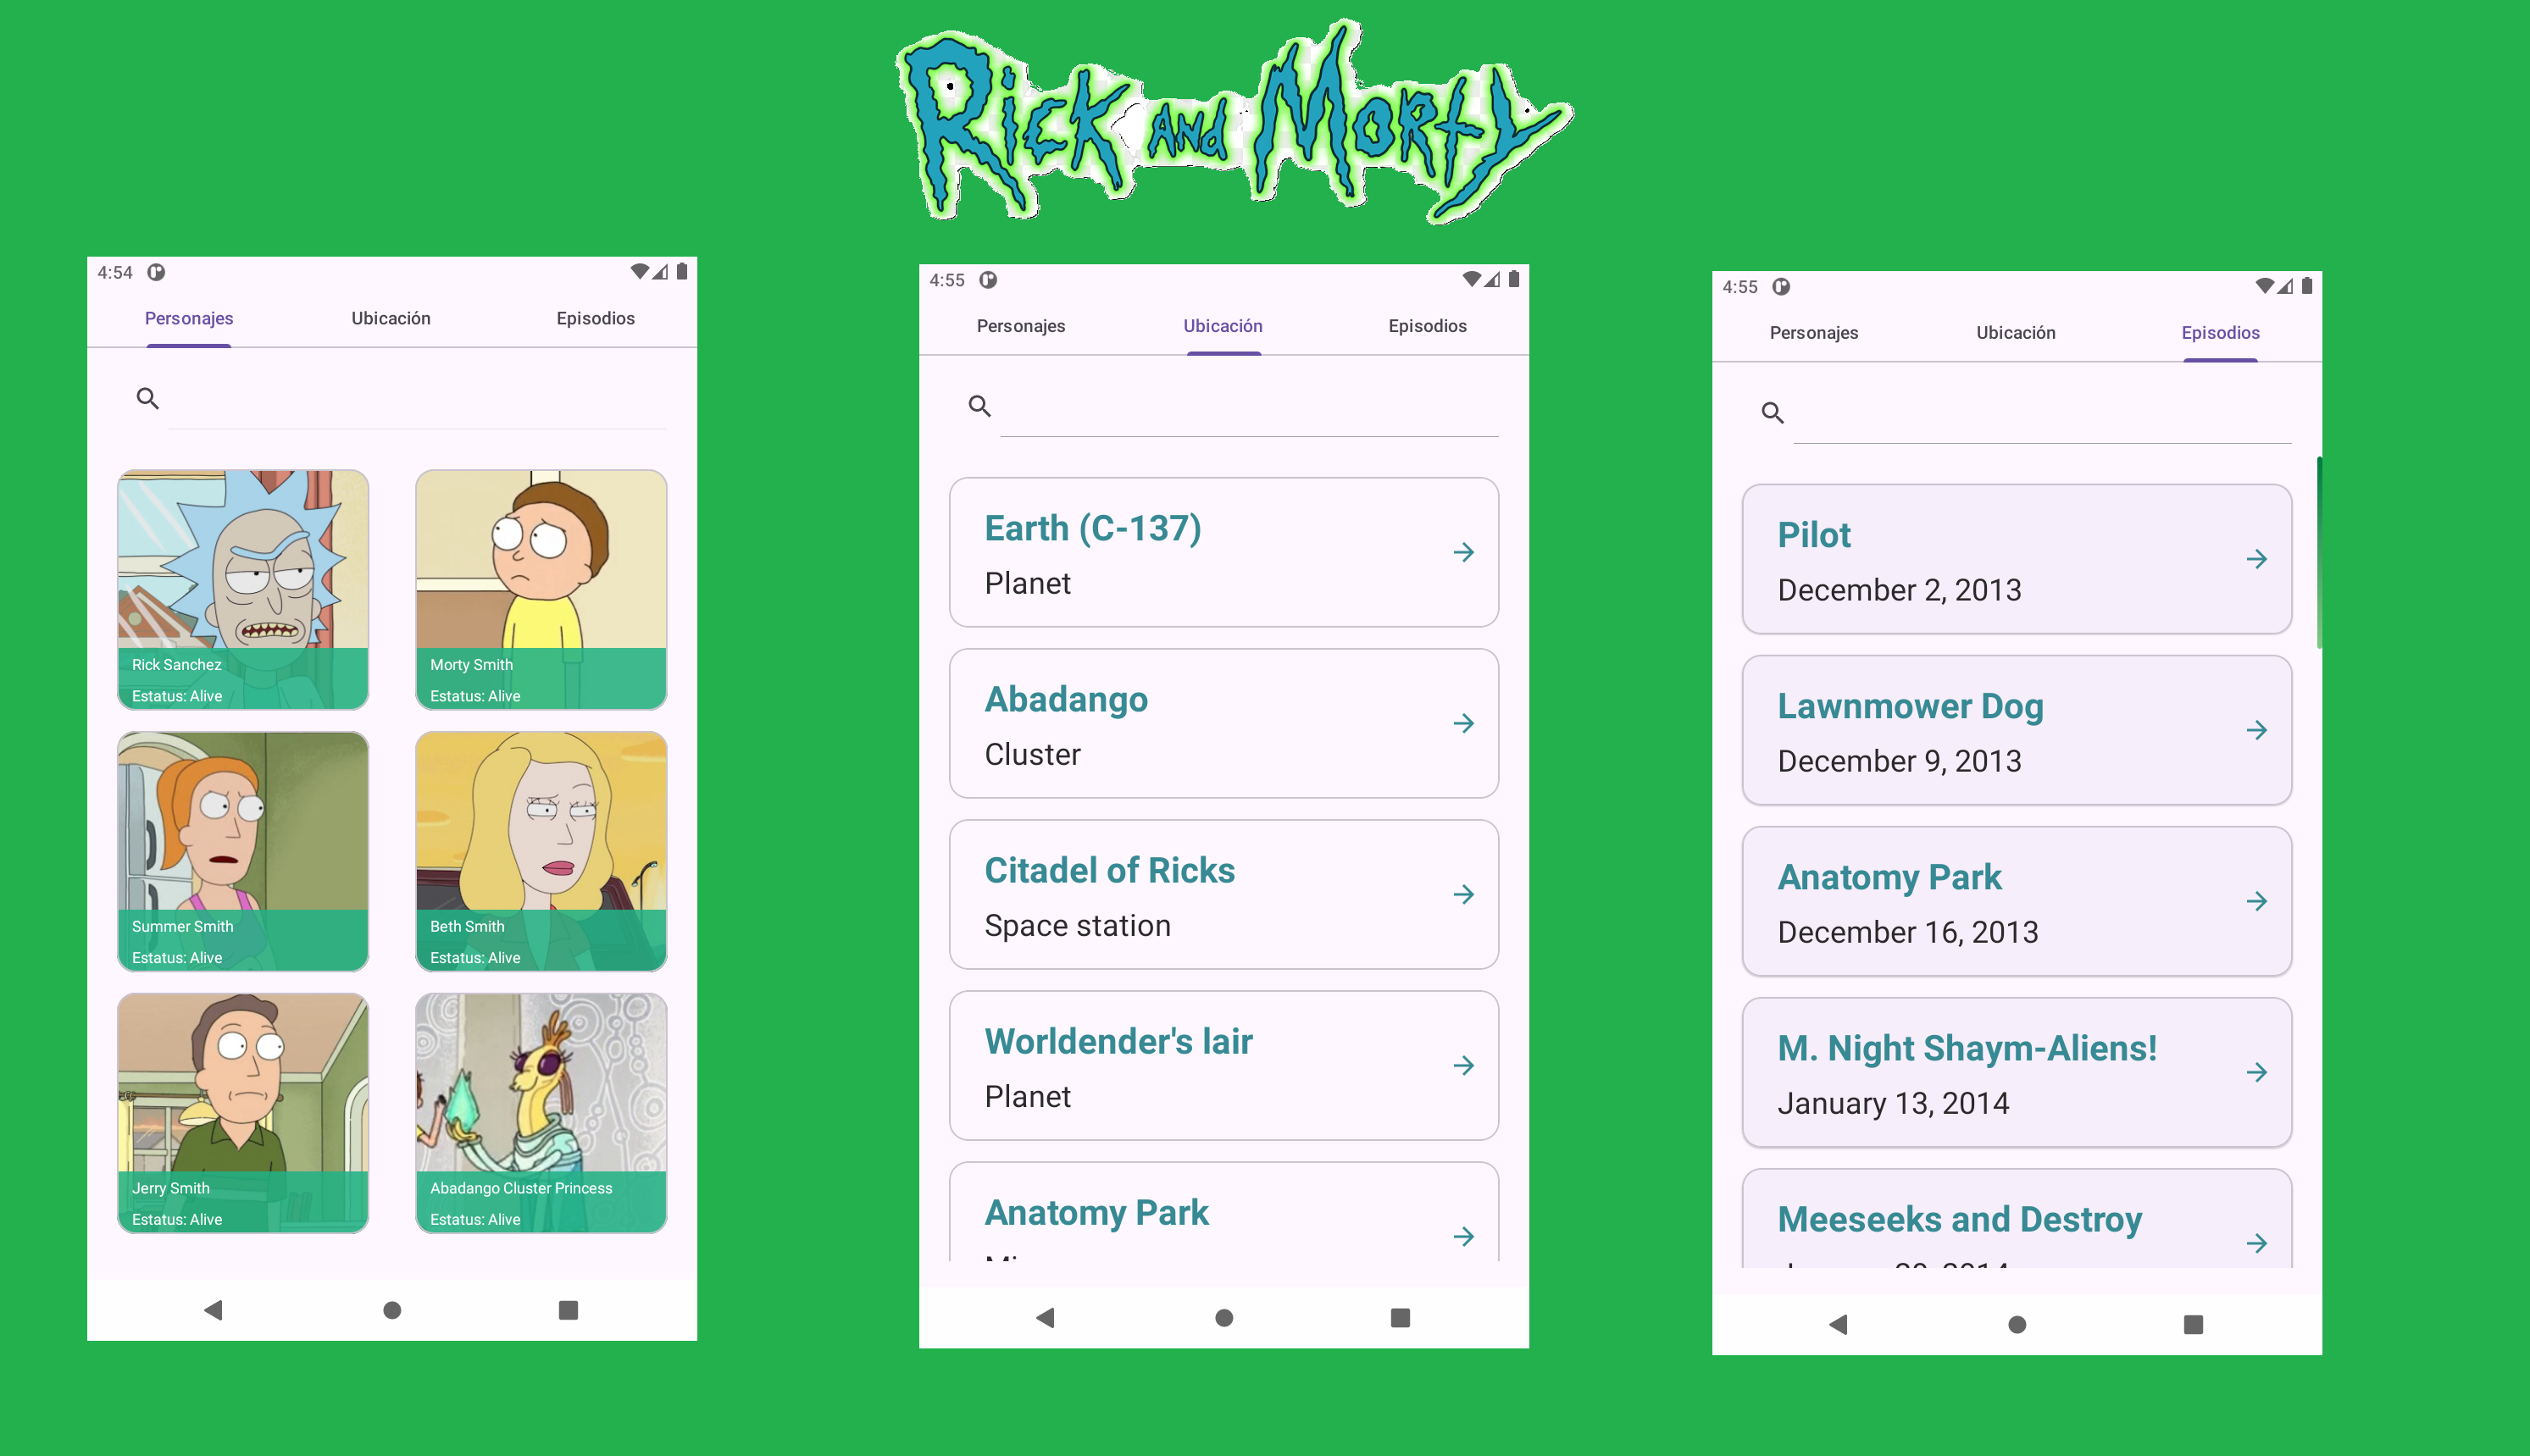 Rick and Morty
4:54
Personajes Ubicación Episodios
Rick Sanchez
Estatus: Alive
Morty Smith
Estatus: Alive
Summer Smith
Estatus: Alive
Beth Smith
Estatus: Alive
Jerry Smith
Estatus: Alive
Abadango Cluster Princess
Estatus: Alive
4:55
Personajes Ubicación Episodios
Earth (C-137)
Planet
Abadango
Cluster
Citadel of Ricks
Space station
Worldender's lair
Planet
Anatomy Park
4:55
Personajes Ubicación Episodios
Pilot
December 2, 2013
Lawnmower Dog
December 9, 2013
Anatomy Park
December 16, 2013
M. Night Shaym-Aliens!
January 13, 2014
Meeseeks and Destroy